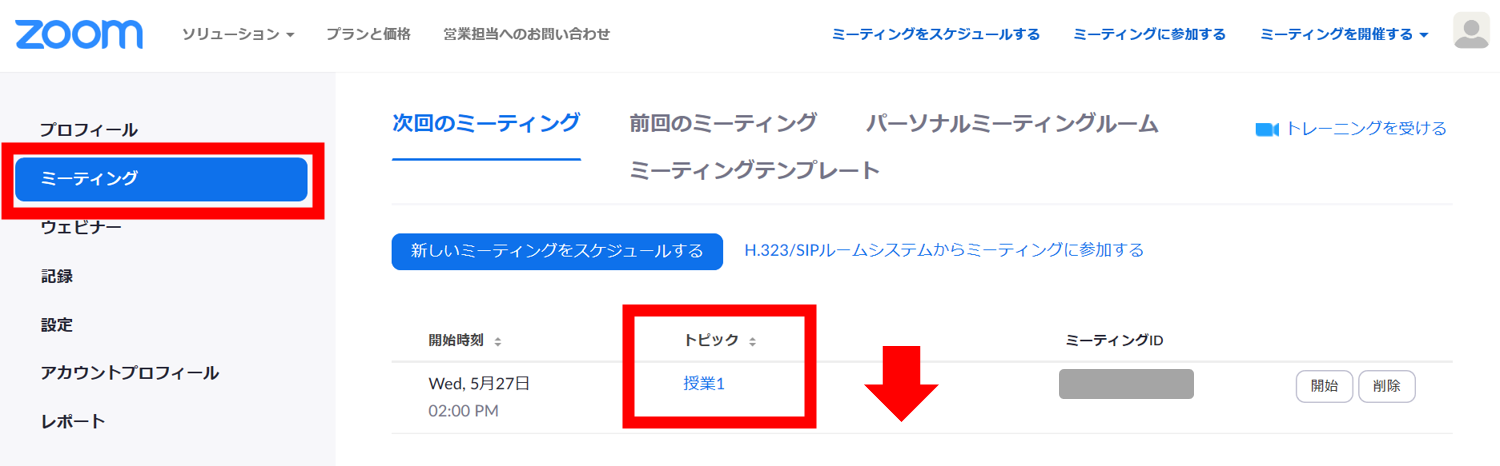 zoom ソリューション プランと価格 営業担当へのお問い合わせ ミーティングをスケジュールする ミーティングに参加する ミーティングを開催する
プロフィール
ミーティング
ウェビナー
記録
設定
アカウントプロフィール
レポート
次回のミーティング 前回のミーティング パーソナルミーティングルーム トレーニングを受ける
ミーティングテンプレート
新しいミーティングをスケジュールする H.323/SIPルームシステムからミーティングに参加する
開始時刻 トピック ミーティングID
Wed, 5月27日 授業1 開始 削除
02:00 PM